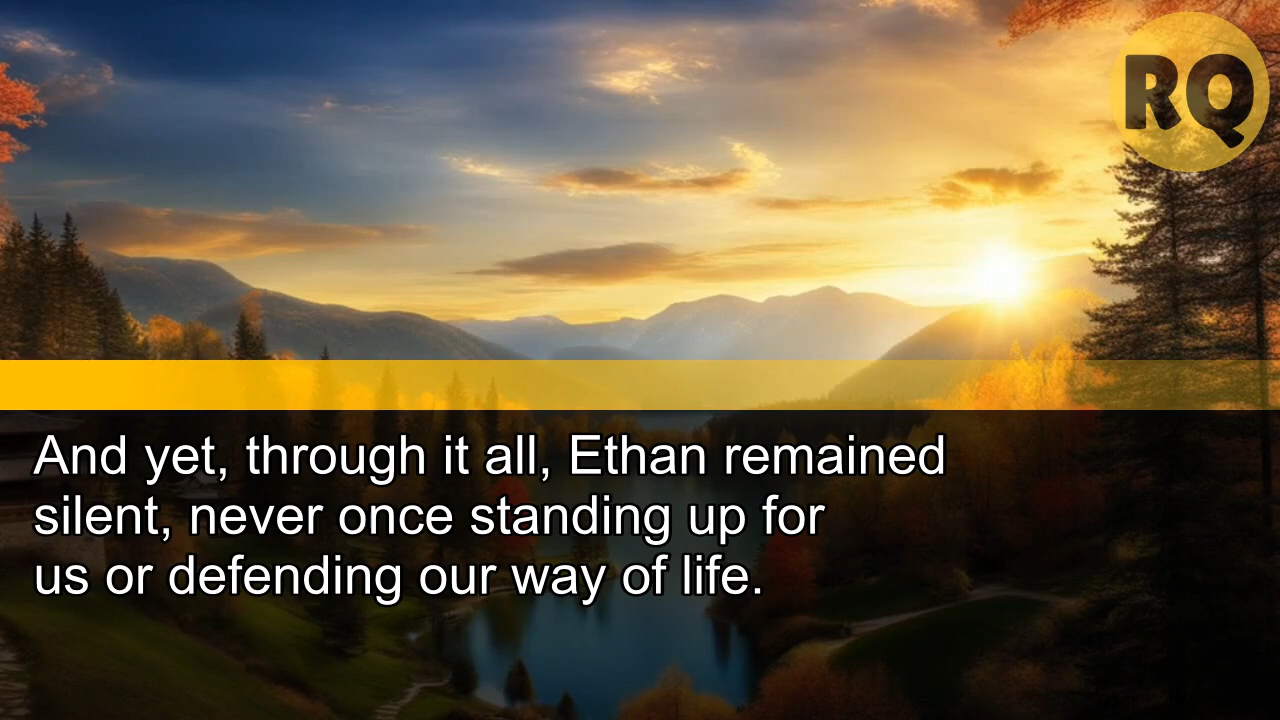 RQ
And yet, through it all, Ethan remained
silent, never once standing up for
us or defending our way of life.